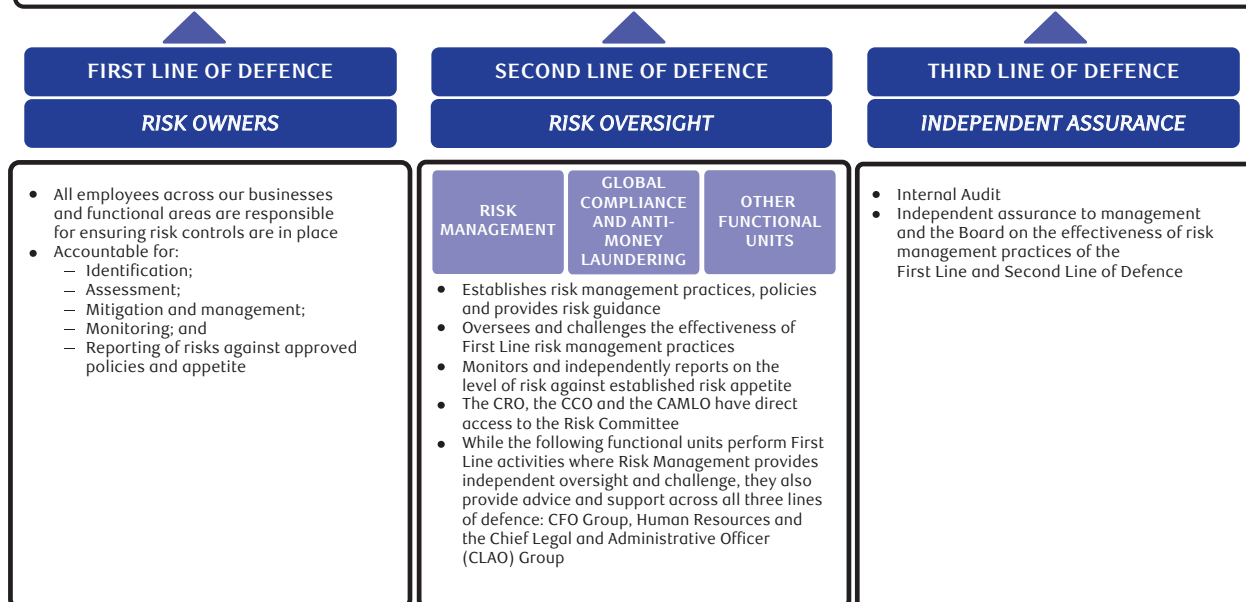 FIRST LINE OF DEFENCE
RISK OWNERS
● All employees across our businesses
and functional areas are responsible
for ensuring risk controls are in place
● Accountable for:
– Identification;
– Assessment;
– Mitigation and management;
– Monitoring; and
– Reporting of risks against approved
policies and appetite
SECOND LINE OF DEFENCE
RISK OVERSIGHT
RISK
MANAGEMENT
GLOBAL
COMPLIANCE
AND ANTI-
MONEY
LAUNDERING
OTHER
FUNCTIONAL
UNITS
● Establishes risk management practices, policies
and provides risk guidance
● Oversees and challenges the effectiveness of
First Line risk management practices
● Monitors and independently reports on the
level of risk against established risk appetite
● The CRO, the CCO and the CAMLO have direct
access to the Risk Committee
● While the following functional units perform First
Line activities where Risk Management provides
independent oversight and challenge, they also
provide advice and support across all three lines
of defence: CFO Group, Human Resources and
the Chief Legal and Administrative Officer
(CLAO) Group
THIRD LINE OF DEFENCE
INDEPENDENT ASSURANCE
● Internal Audit
● Independent assurance to management
and the Board on the effectiveness of risk
management practices of the
First Line and Second Line of Defence